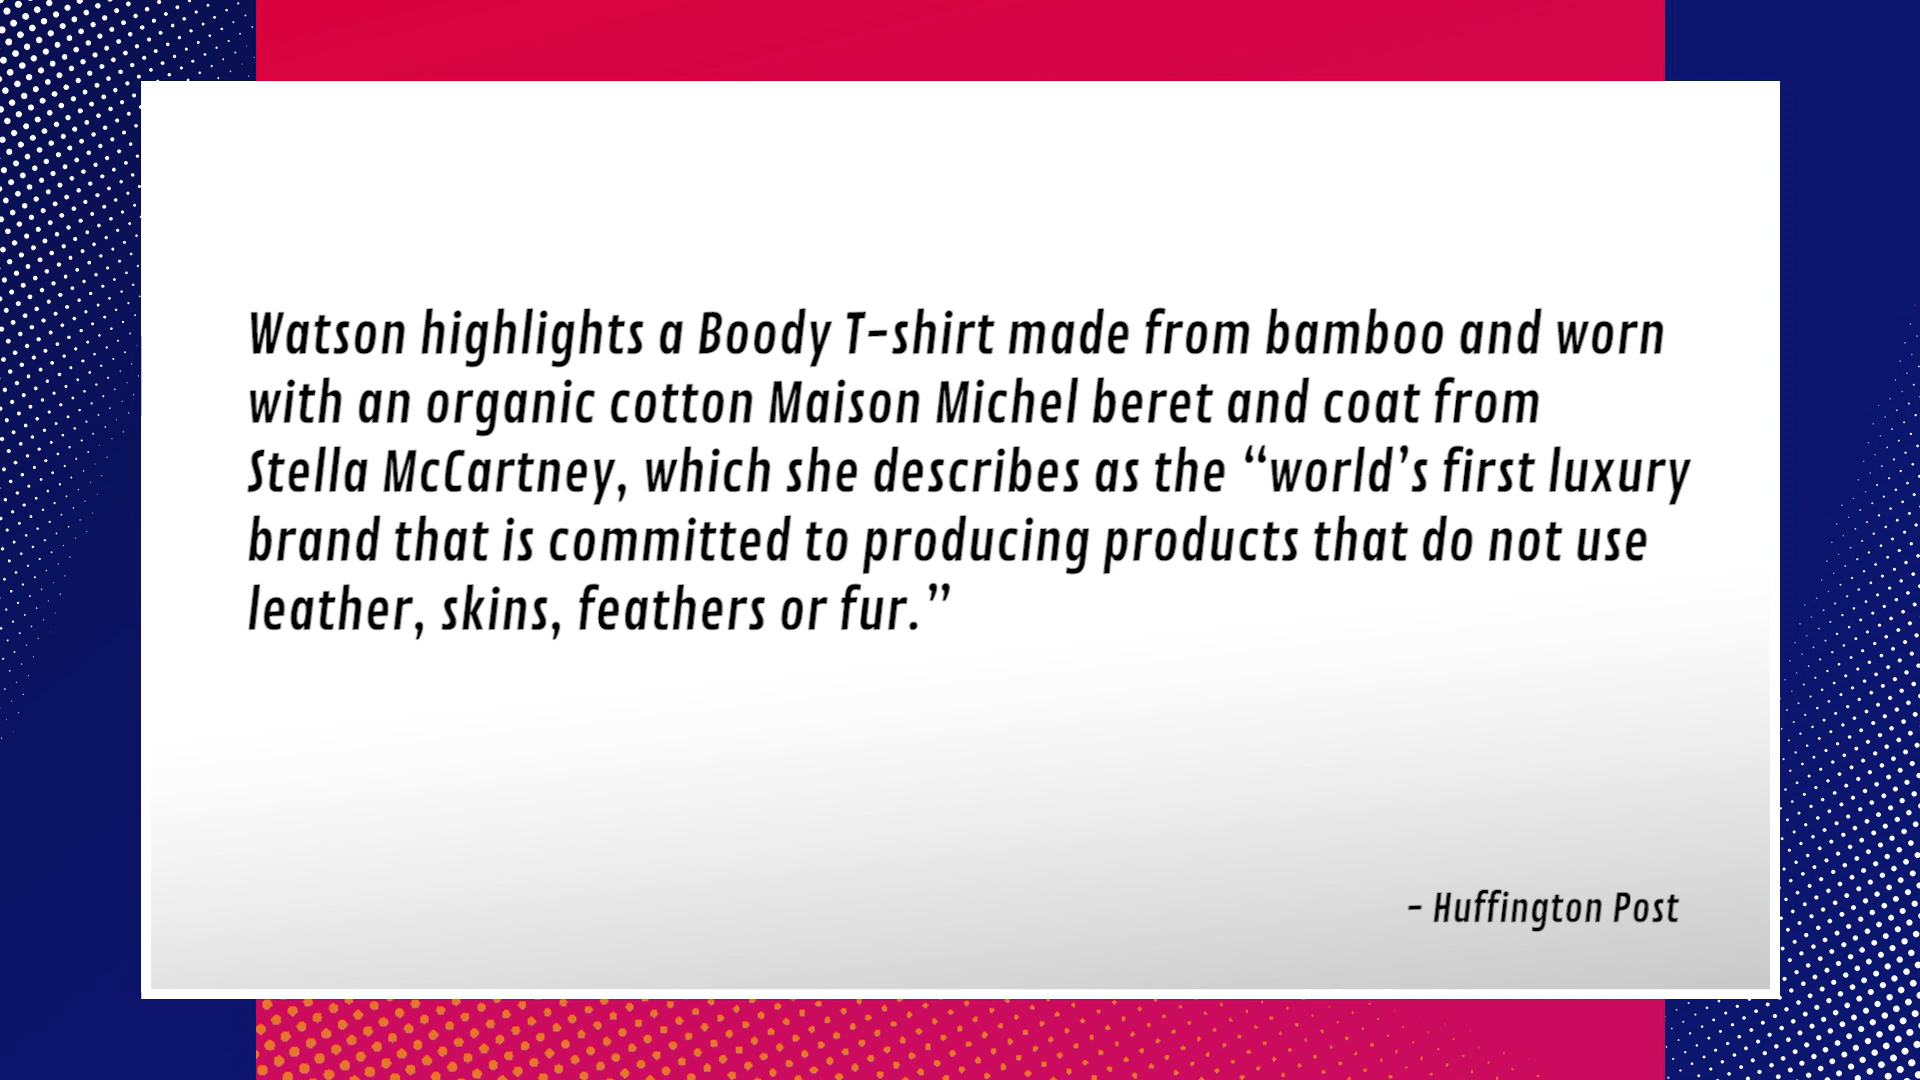 Watson highlights a Boody T-shirt made from bamboo and worn
with an organic cotton Maison Michel beret and coat from
Stella McCartney, which she describes as the “world’s first luxury
brand that is committed to producing products that do not use
leather, skins, feathers or fur.”
- Huffington Post